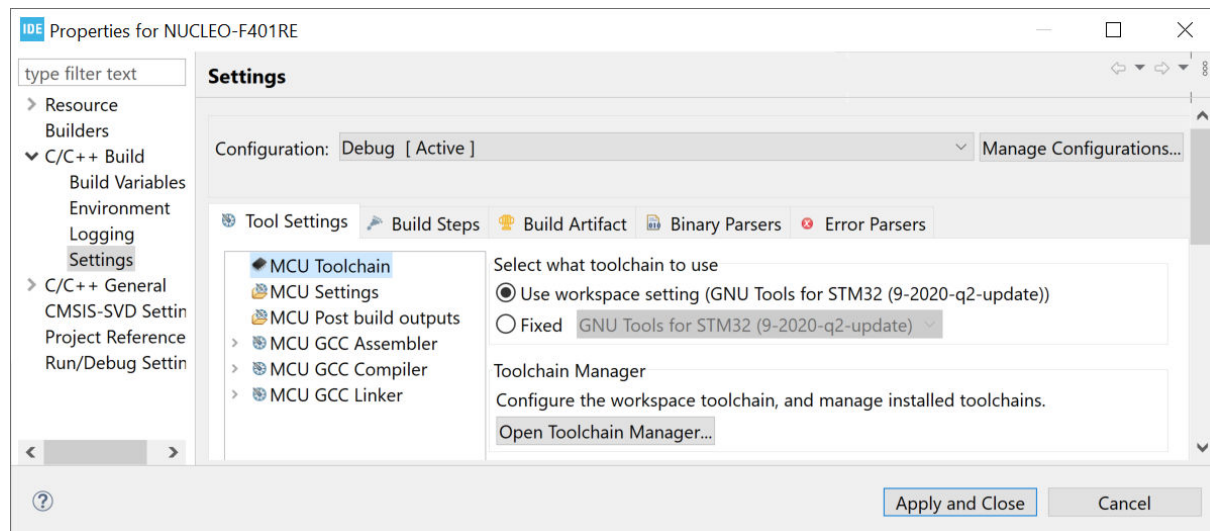 IDE Properties for NUCLEO-F401RE
type filter text
Resource
Builders
C/C++ Build
Build Variables
Environment
Logging
Settings
C/C++ General
CMSIS-SVD Settin
Project Reference
Run/Debug Settin
Settings
Configuration: Debug [ Active ] Manage Configurations...
Tool Settings Build Steps Build Artifact Binary Parsers Error Parsers
MCU Toolchain
MCU Settings
MCU Post build outputs
MCU GCC Assembler
MCU GCC Compiler
MCU GCC Linker
Select what toolchain to use
Use workspace setting (GNU Tools for STM32 (9-2020-q2-update))
Fixed GNU Tools for STM32 (9-2020-q2-update)
Toolchain Manager
Configure the workspace toolchain, and manage installed toolchains.
Open Toolchain Manager...
Apply and Close Cancel